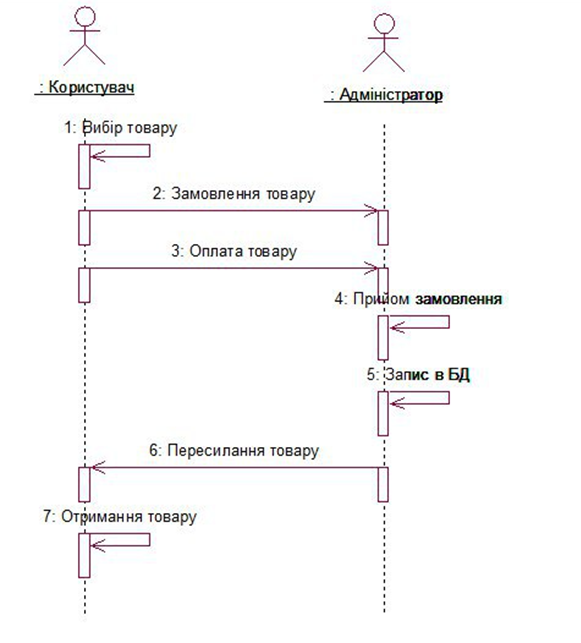 : Користувач
: Адміністратор
1: Вибір товару
2: Замовлення товару
3: Оплата товару
4: Прийом замовлення
5: Запис в БД
6: Пересилання товару
7: Отримання товару